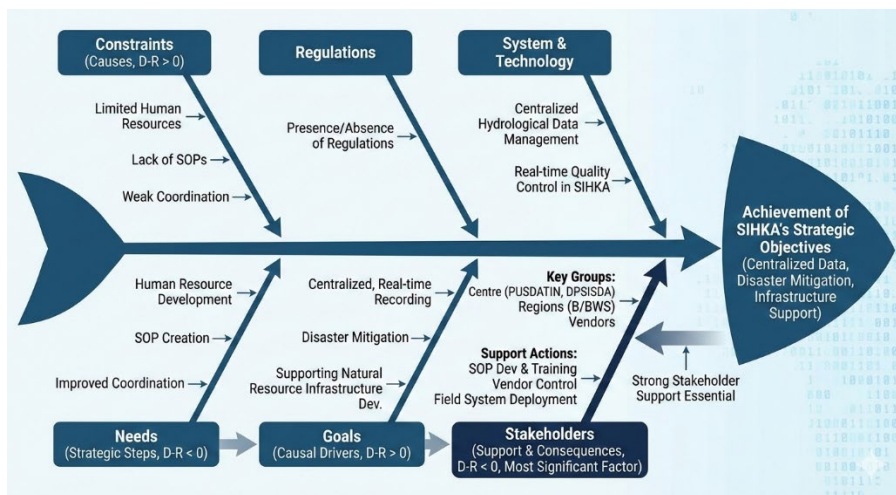 Constraints
(Causes, D-R > 0)
Regulations
System &
Technology
Limited Human
Resources
Lack of SOPs
Weak Coordination
Presence/Absence
of Regulations
Centralized
Hydrological Data
Management
Real-time Quality
Control in SIHKA
Achievement of
SIHKA's Strategic
Objectives
(Centralized Data,
Disaster Mitigation,
Infrastructure
Support)
Human Resource
Development
SOP Creation
Improved Coordination
Centralized, Real-time
Recording
Disaster Mitigation
Supporting Natural
Resource Infrastructure
Dev.
Key Groups:
Centre (PUSDATIN, DPSISDA)
Regions (B/BWS)
Vendors
Support Actions:
SOP Dev & Training
Vendor Control
Field System Deployment
Strong Stakeholder
Support Essential
Needs
(Strategic Steps, D-R < 0)
Goals
(Causal Drivers, D-R > 0)
Stakeholders
(Support & Consequences,
D-R < 0, Most Significant Factor)